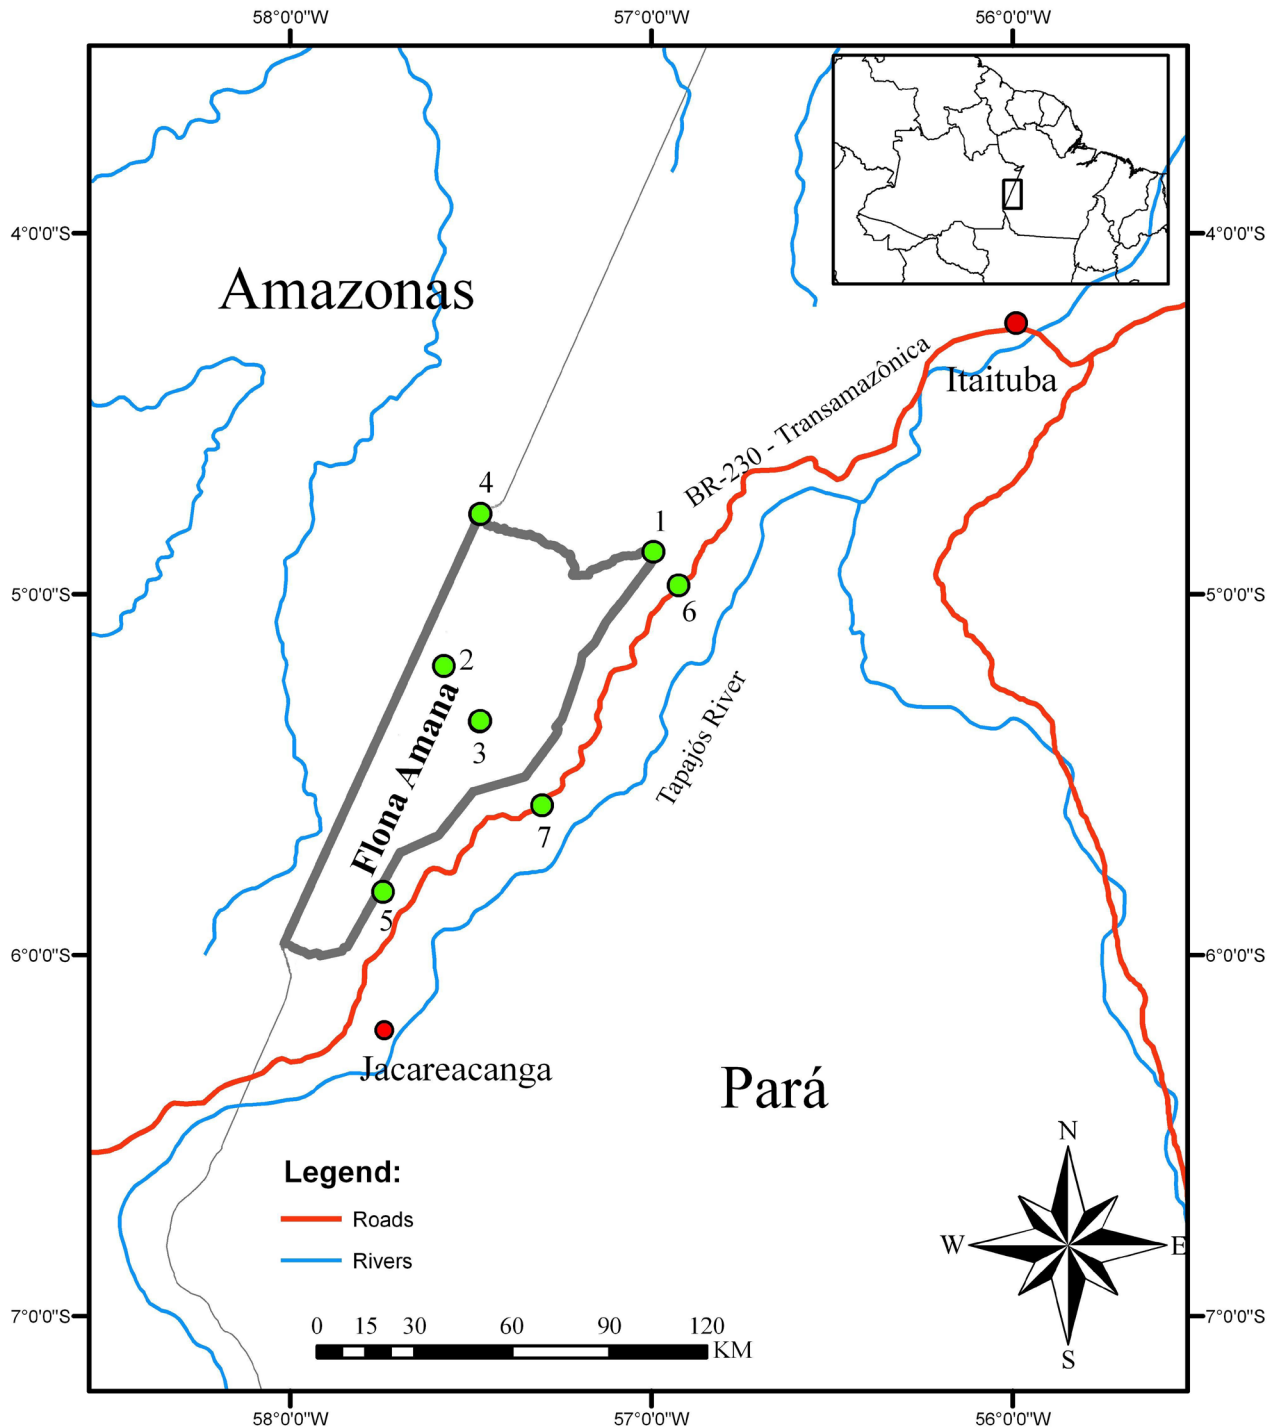 58°0'0"W 57°0'0"W 56°0'0"W
4°0'0"S 4°0'0"S
Amazonas
Itaituba
BR-230 - Transamazônica
4
1
5°0'0"S 5°0'0"S
6
2
Flona Amana
3
Tapajós River
7
5
6°0'0"S 6°0'0"S
Jacareacanga
Pará
N
Legend:
Roads
W E
Rivers
7°0'0"S 7°0'0"S
0 15 30 60 90 120
KM
S
58°0'0"W 57°0'0"W 56°0'0"W